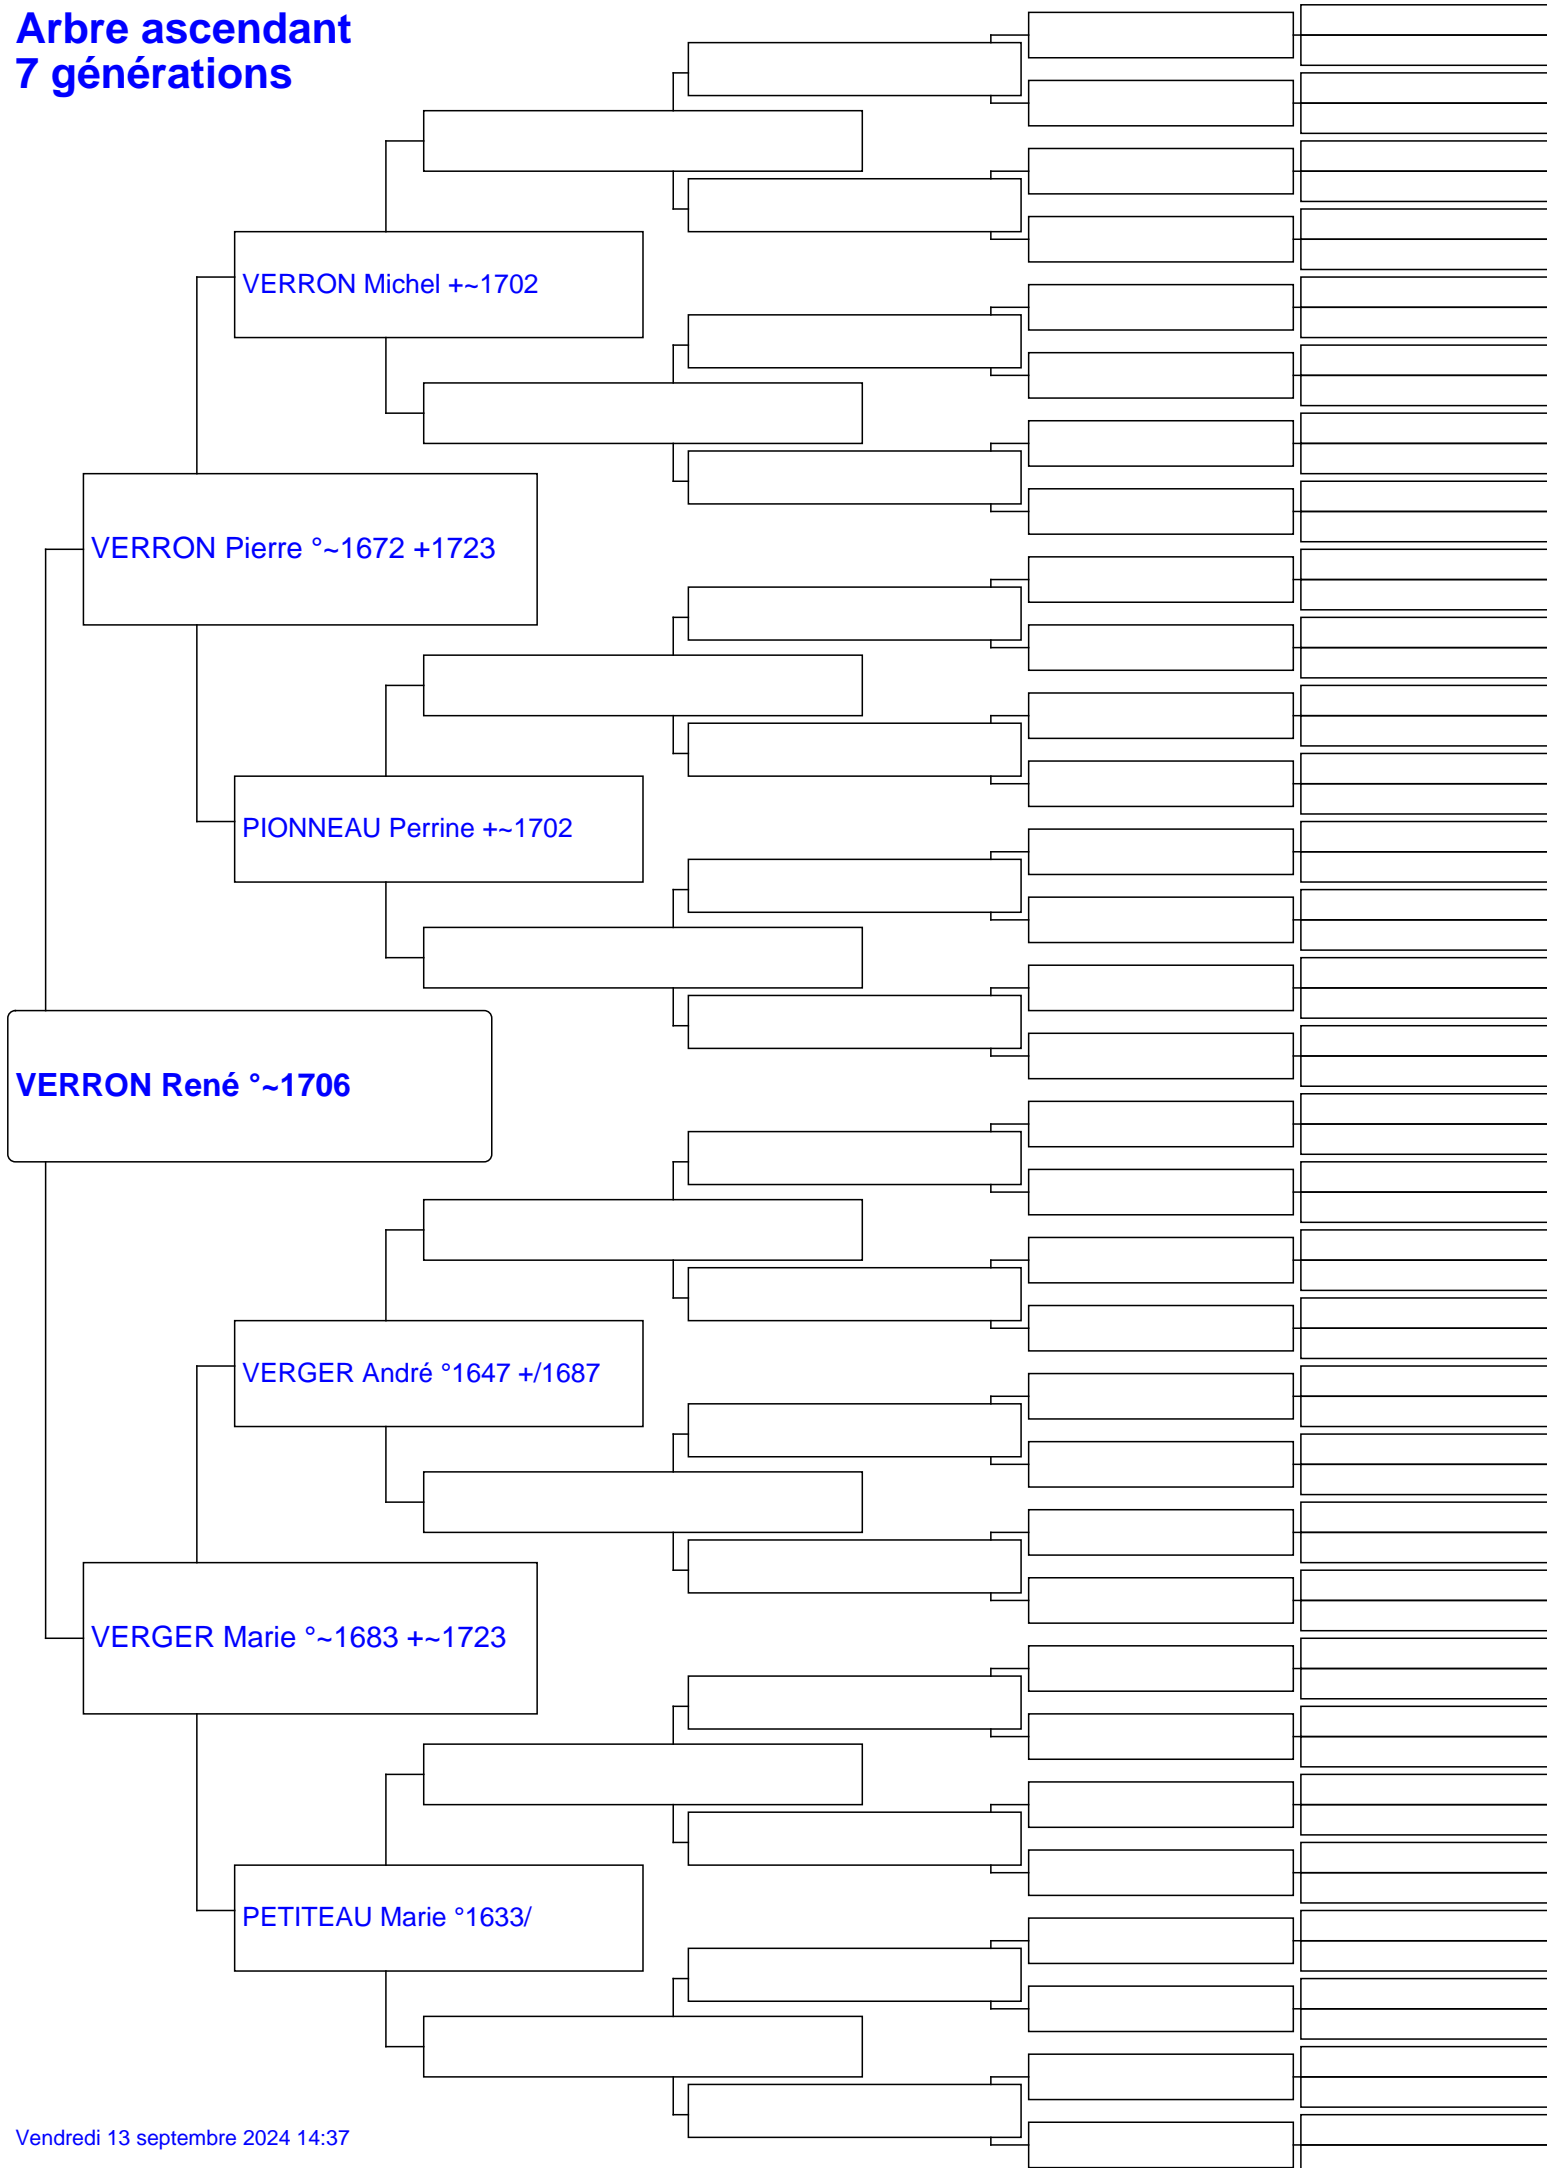 Arbre ascendant
7 générations
VERRON Michel +~1702
VERRON Pierre °~1672 +1723
PIONNEAU Perrine +~1702
VERRON René °~1706
VERGER André °1647 +/1687
VERGER Marie °~1683 +~1723
PETITEAU Marie °1633/
Vendredi 13 septembre 2024 14:37